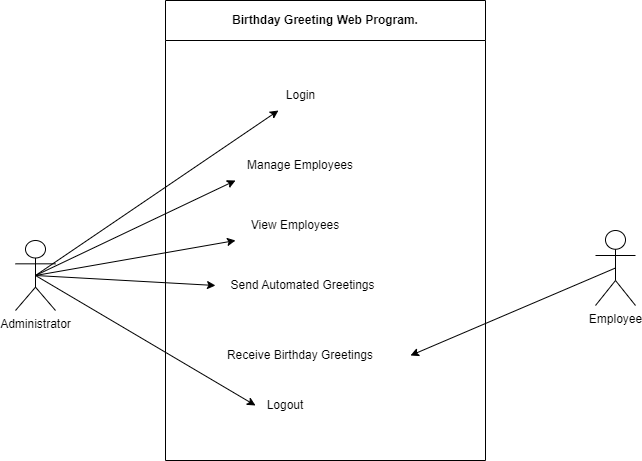 Birthday Greeting Web Program.
Login
Manage Employees
View Employees
Send Automated Greetings
Administrator
Employee
Receive Birthday Greetings
Logout